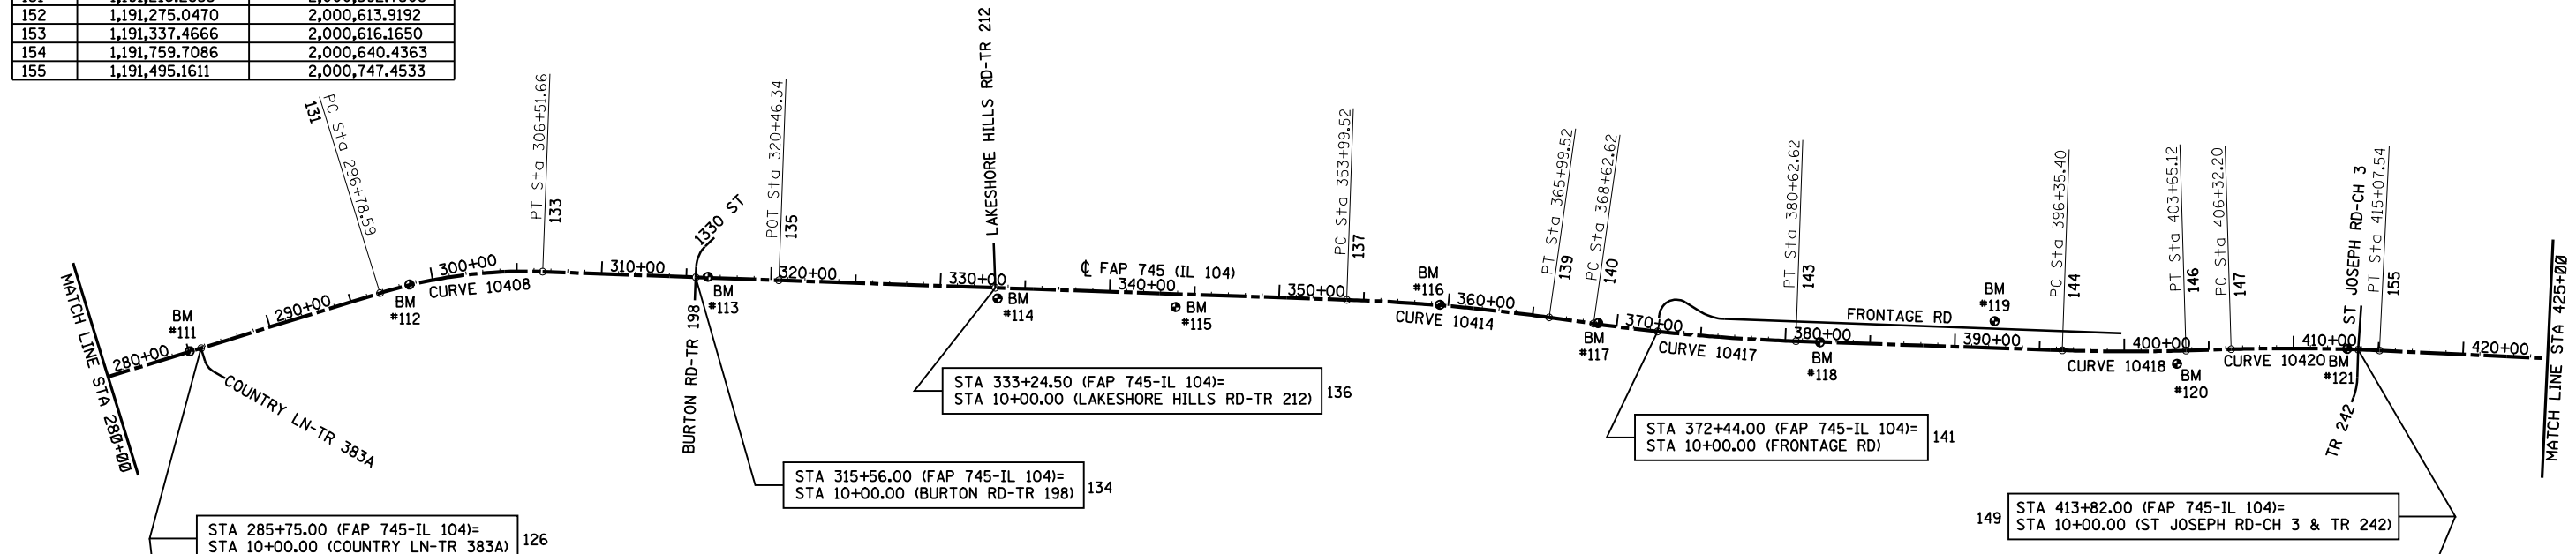 152 1,191,275.0470 2,000,613.9192
153 1,191,337.4666 2,000,616.1650
154 1,191,759.7086 2,000,640.4363
155 1,191,495.1611 2,000,747.4533
MATCH LINE STA 280+00
280+00
BM
#111
COUNTRY LN-TR 383A
290+00
PC Sta 296+78.59
131
BM
#112
300+00
CURVE 10408
PT Sta 306+51.66
133
310+00
1330 ST
BURTON RD-TR 198
BM
#113
POT Sta 320+46.34
135
320+00
LAKESHORE HILLS RD-TR 212
330+00
BM
#114
℄ FAP 745 (IL 104)
340+00
BM
#115
350+00
PC Sta 353+99.52
137
BM
#116
360+00
CURVE 10414
PT Sta 365+99.52
139
PC Sta 368+62.62
140
BM
#117
370+00
CURVE 10417
PT Sta 380+62.62
143
380+00
BM
#118
FRONTAGE RD
BM
#119
390+00
PC Sta 396+35.40
144
400+00
CURVE 10418
PT Sta 403+65.12
146
BM
#120
PC Sta 406+32.20
147
410+00
CURVE 10420
BM
#121
ST JOSEPH RD-CH 3
TR 242
PT Sta 415+07.54
155
420+00
MATCH LINE STA 425+00
STA 285+75.00 (FAP 745-IL 104)=
STA 10+00.00 (COUNTRY LN-TR 383A)
126
STA 315+56.00 (FAP 745-IL 104)=
STA 10+00.00 (BURTON RD-TR 198)
134
STA 333+24.50 (FAP 745-IL 104)=
STA 10+00.00 (LAKESHORE HILLS RD-TR 212)
136
STA 372+44.00 (FAP 745-IL 104)=
STA 10+00.00 (FRONTAGE RD)
141
149
STA 413+82.00 (FAP 745-IL 104)=
STA 10+00.00 (ST JOSEPH RD-CH 3 & TR 242)